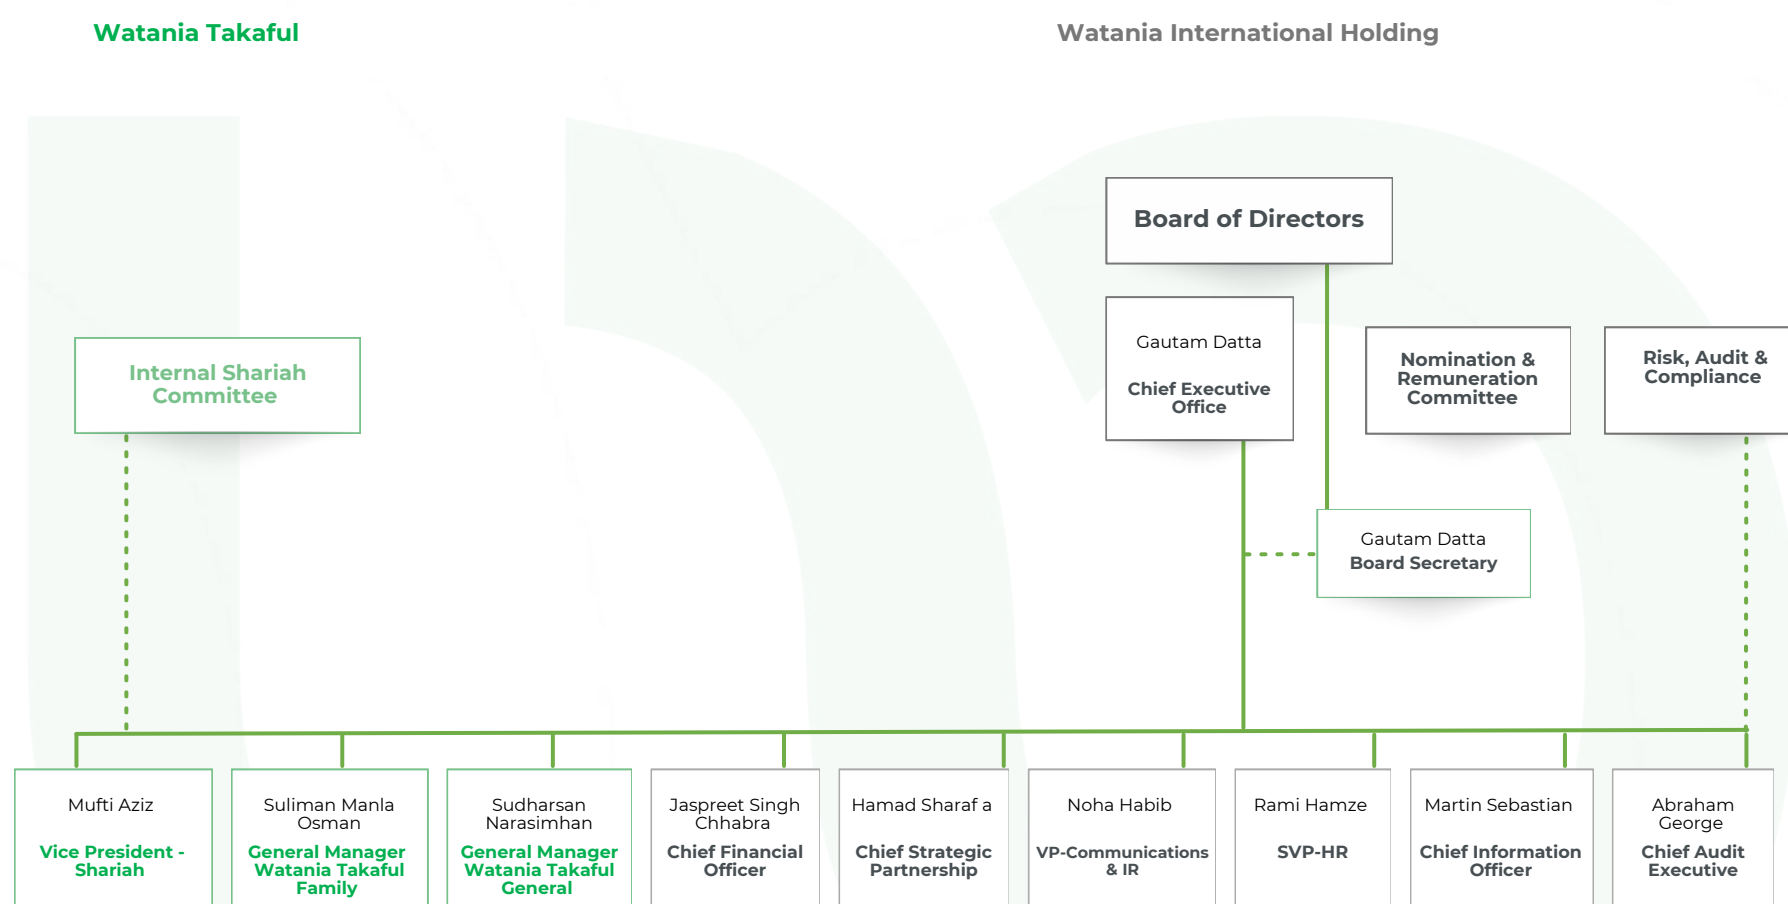 Watania Takaful
Watania International Holding
Board of Directors
Internal Shariah
Committee
Gautam Datta
Chief Executive
Office
Nomination &
Remuneration
Committee
Risk, Audit &
Compliance
Gautam Datta
Board Secretary
Mufti Aziz
Vice President -
Shariah
Suliman Manla
Osman
General Manager
Watania Takaful
Family
Sudharsan
Narasimhan
General Manager
Watania Takaful
General
Jaspreet Singh
Chhabra
Chief Financial
Officer
Hamad Sharaf a
Chief Strategic
Partnership
Noha Habib
VP-Communications
& IR
Rami Hamze
SVP-HR
Martin Sebastian
Chief Information
Officer
Abraham
George
Chief Audit
Executive